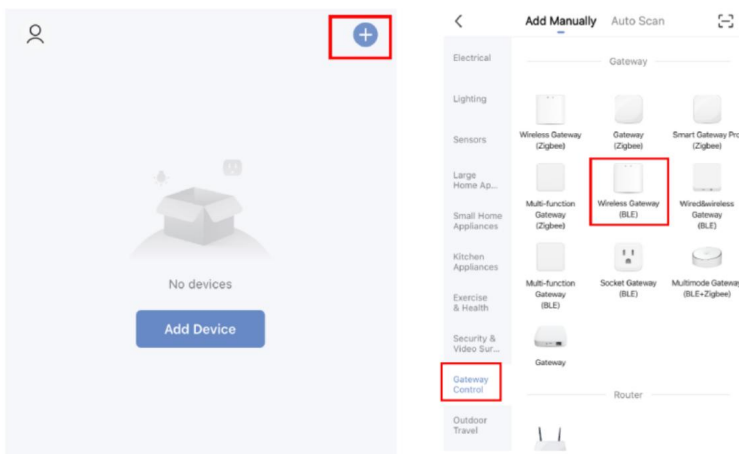 No devices
Add Device
Add Manually Auto Scan
Electrical
Lighting
Sensors
Large
Home Ap...
Small Home
Appliances
Kitchen
Appliances
Exercise
& Health
Security &
Video Sur...
Gateway
Control
Outdoor
Travel
Gateway
Wireless Gateway
(Zigbee)
Gateway
(Zigbee)
Smart Gateway Pro
(Zigbee)
Multi-function
Gateway
(Zigbee)
Wireless Gateway
(BLE)
Wired&wireless
Gateway
(BLE)
Multi-function
Gateway
(BLE)
Socket Gateway
(BLE)
Multimode Gateway
(BLE+Zigbee)
Gateway
Router